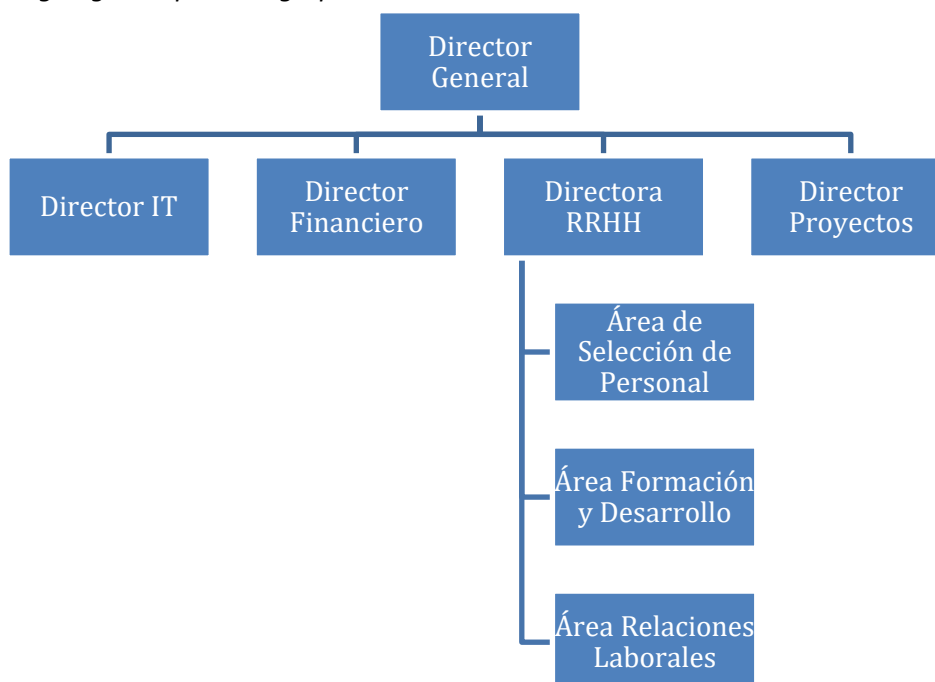 Director
General
Director IT
Director
Financiero
Directora
RRHH
Director
Proyectos
Área de
Selección de
Personal
Área Formación
y Desarrollo
Área Relaciones
Laborales